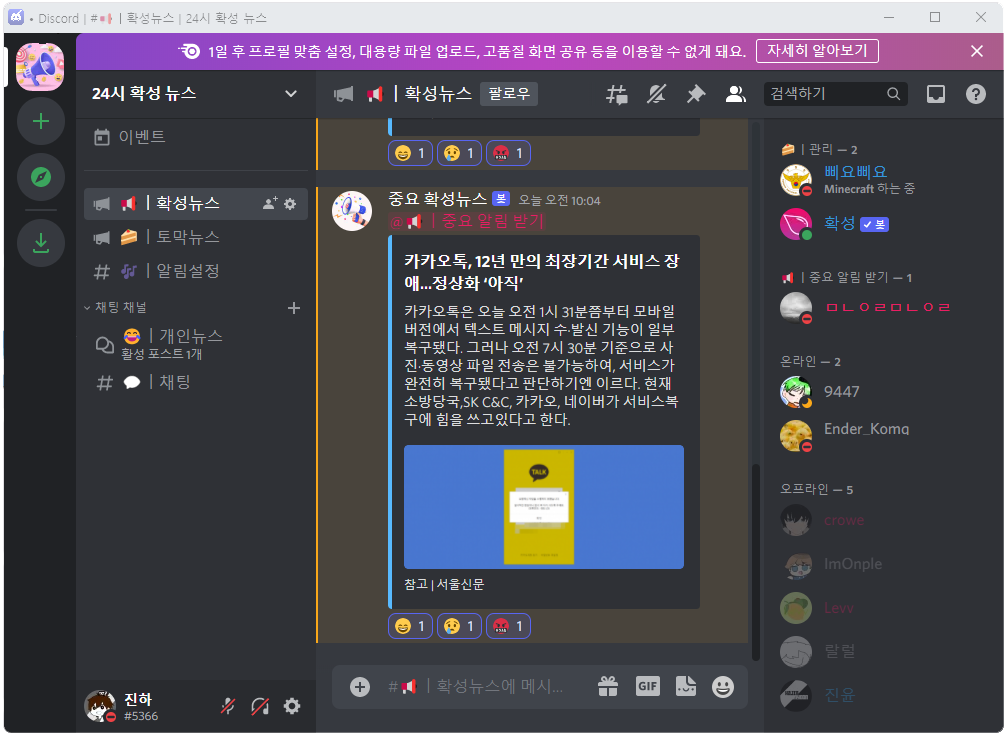 • Discord | #📢 | 확성뉴스 | 24시 확성 뉴스
1일 후 프로필 맞춤 설정, 대용량 파일 업로드, 고품질 화면 공유 등을 이용할 수 없게 돼요. 자세히 알아보기
24시 확성 뉴스
이벤트
📢 | 확성뉴스
🍰 | 토막뉴스
# 🎶 | 알림설정
채팅 채널
😊 | 개인뉴스
활성 포스트 1개
# 💬 | 채팅
진하
#5366
📢 | 확성뉴스 팔로우
검색하기
😄 1 😢 1 🤬 1
중요 확성뉴스 봇 오늘 오전 10:04
@📢 | 중요 알림 받기
카카오톡, 12년 만의 최장기간 서비스 장
애...정상화 ‘아직’
카카오톡은 오늘 오전 1시 31분쯤부터 모바일
버전에서 텍스트 메시지 수·발신 기능이 일부
복구됐다. 그러나 오전 7시 30분 기준으로 사
진·동영상 파일 전송은 불가능하여, 서비스가
완전히 복구됐다고 판단하기엔 이르다. 현재
소방당국,SK C&C, 카카오, 네이버가 서비스복
구에 힘을 쓰고있다고 한다.
TALK
참고 | 서울신문
😄 1 😢 1 🤬 1
#📢 | 확성뉴스에 메시...
GIF
🍰 | 관리 — 2
삐요삐요
Minecraft 하는 중
확성 ✓ 봇
📢 | 중요 알림 받기 — 1
ㅁㄴㅇㄹㅁㄴㅇㄹ
온라인 — 2
9447
Ender_Koma
오프라인 — 5
crowe
ImOnple
Levv
랄럴
진윤